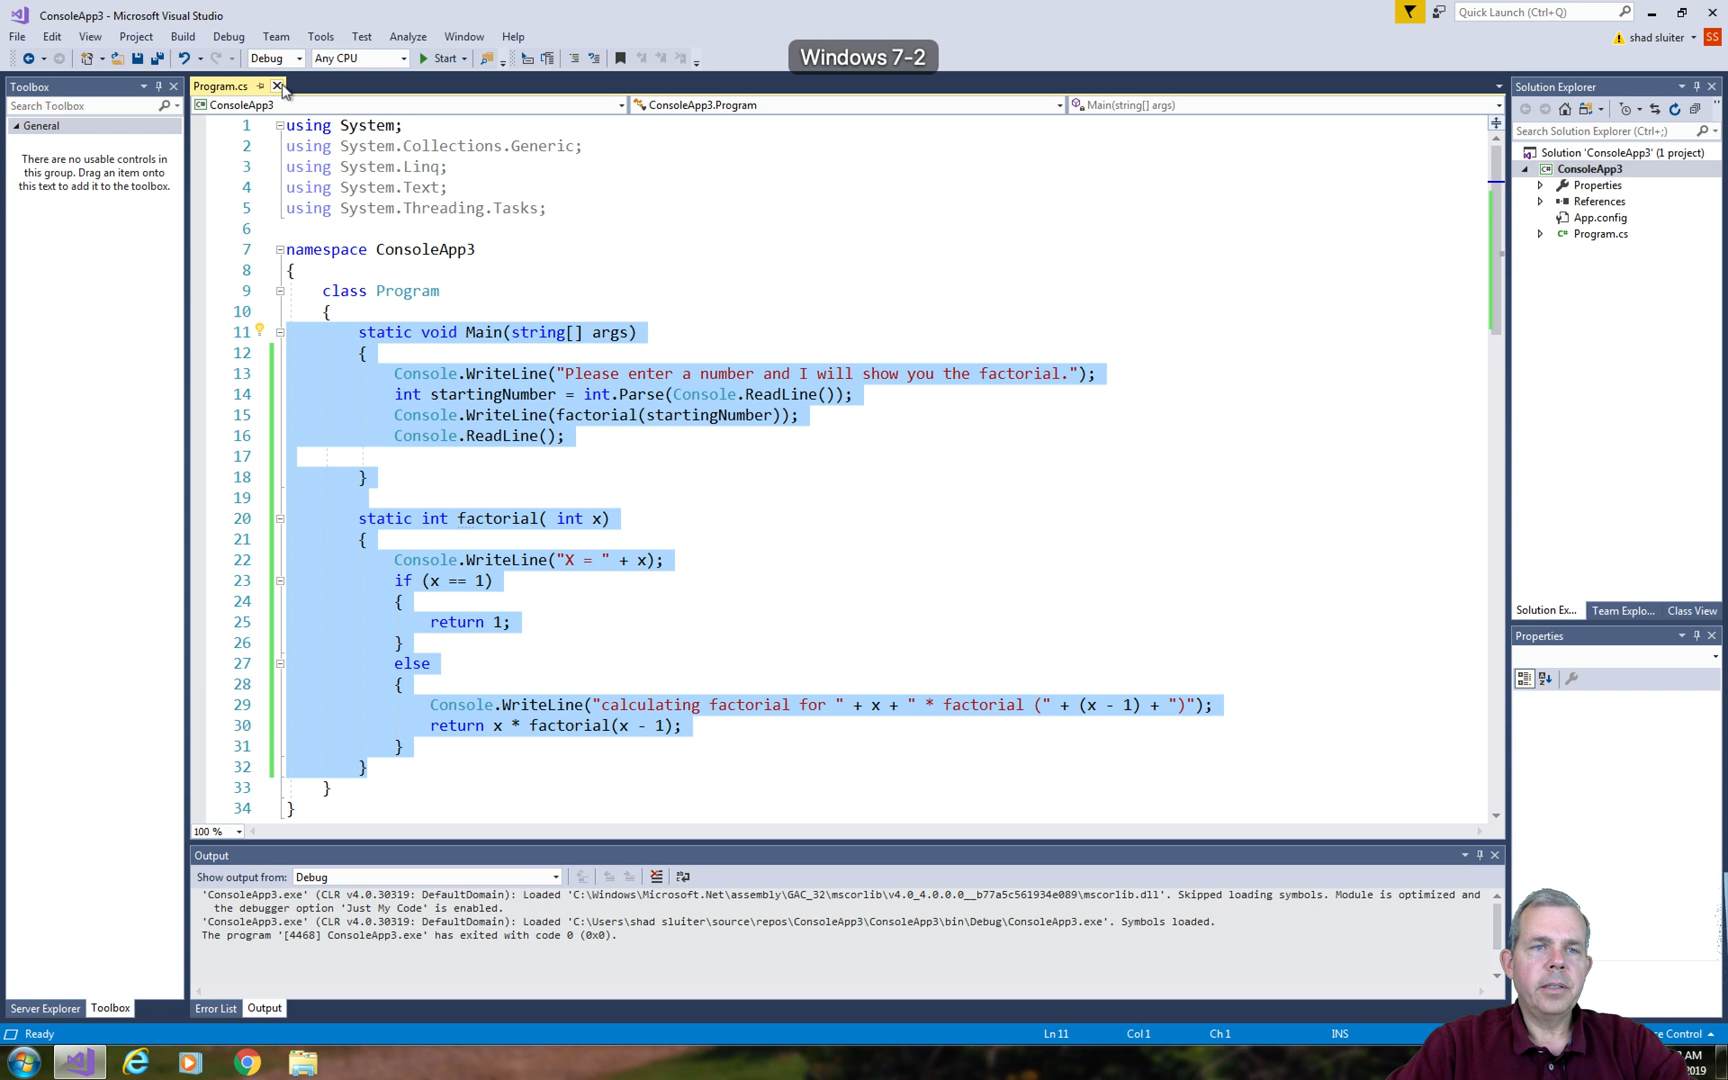 ConsoleApp3 - Microsoft Visual Studio
Quick Launch (Ctrl+Q)
File Edit View Project Build Debug Team Tools Test Analyze Window Help
shad sluiter
SS
Debug Any CPU Start
Windows 7-2
Toolbox
Search Toolbox
General
There are no usable controls in
this group. Drag an item onto
this text to add it to the toolbox.
Program.cs
ConsoleApp3 ConsoleApp3.Program Main(string[] args)
1 using System;
2 using System.Collections.Generic;
3 using System.Linq;
4 using System.Text;
5 using System.Threading.Tasks;
6
7 namespace ConsoleApp3
8 {
9 class Program
10 {
11 static void Main(string[] args)
12 {
13 Console.WriteLine("Please enter a number and I will show you the factorial.");
14 int startingNumber = int.Parse(Console.ReadLine());
15 Console.WriteLine(factorial(startingNumber));
16 Console.ReadLine();
17
18 }
19
20 static int factorial( int x)
21 {
22 Console.WriteLine("X = " + x);
23 if (x == 1)
24 {
25 return 1;
26 }
27 else
28 {
29 Console.WriteLine("calculating factorial for " + x + " * factorial (" + (x - 1) + ")");
30 return x * factorial(x - 1);
31 }
32 }
33 }
34 }
100 %
Solution Explorer
Search Solution Explorer (Ctrl+;)
Solution 'ConsoleApp3' (1 project)
ConsoleApp3
Properties
References
App.config
Program.cs
Solution Ex... Team Explo... Class View
Properties
Output
Show output from: Debug
'ConsoleApp3.exe' (CLR v4.0.30319: DefaultDomain): Loaded 'C:\Windows\Microsoft.Net\assembly\GAC_32\mscorlib\v4.0_4.0.0.0__b77a5c561934e089\mscorlib.dll'. Skipped loading symbols. Module is optimized and
the debugger option 'Just My Code' is enabled.
'ConsoleApp3.exe' (CLR v4.0.30319: DefaultDomain): Loaded 'C:\Users\shad sluiter\source\repos\ConsoleApp3\ConsoleApp3\bin\Debug\ConsoleApp3.exe'. Symbols loaded.
The program '[4468] ConsoleApp3.exe' has exited with code 0 (0x0).
Server Explorer Toolbox
Error List Output
Ready
Ln 11 Col 1 Ch 1 INS
Control
AM
2019